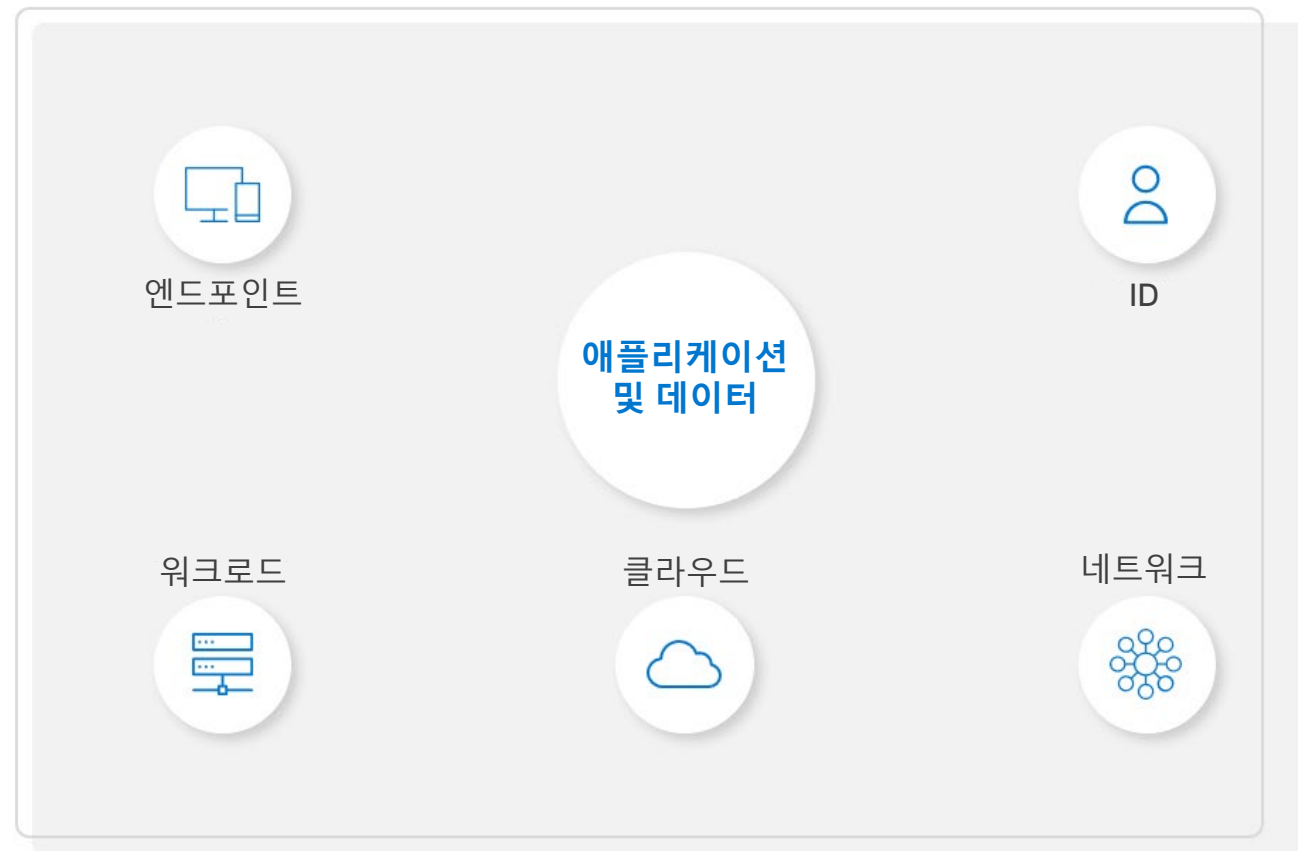 엔드포인트
ID
애플리케이션
및 데이터
워크로드
클라우드
네트워크